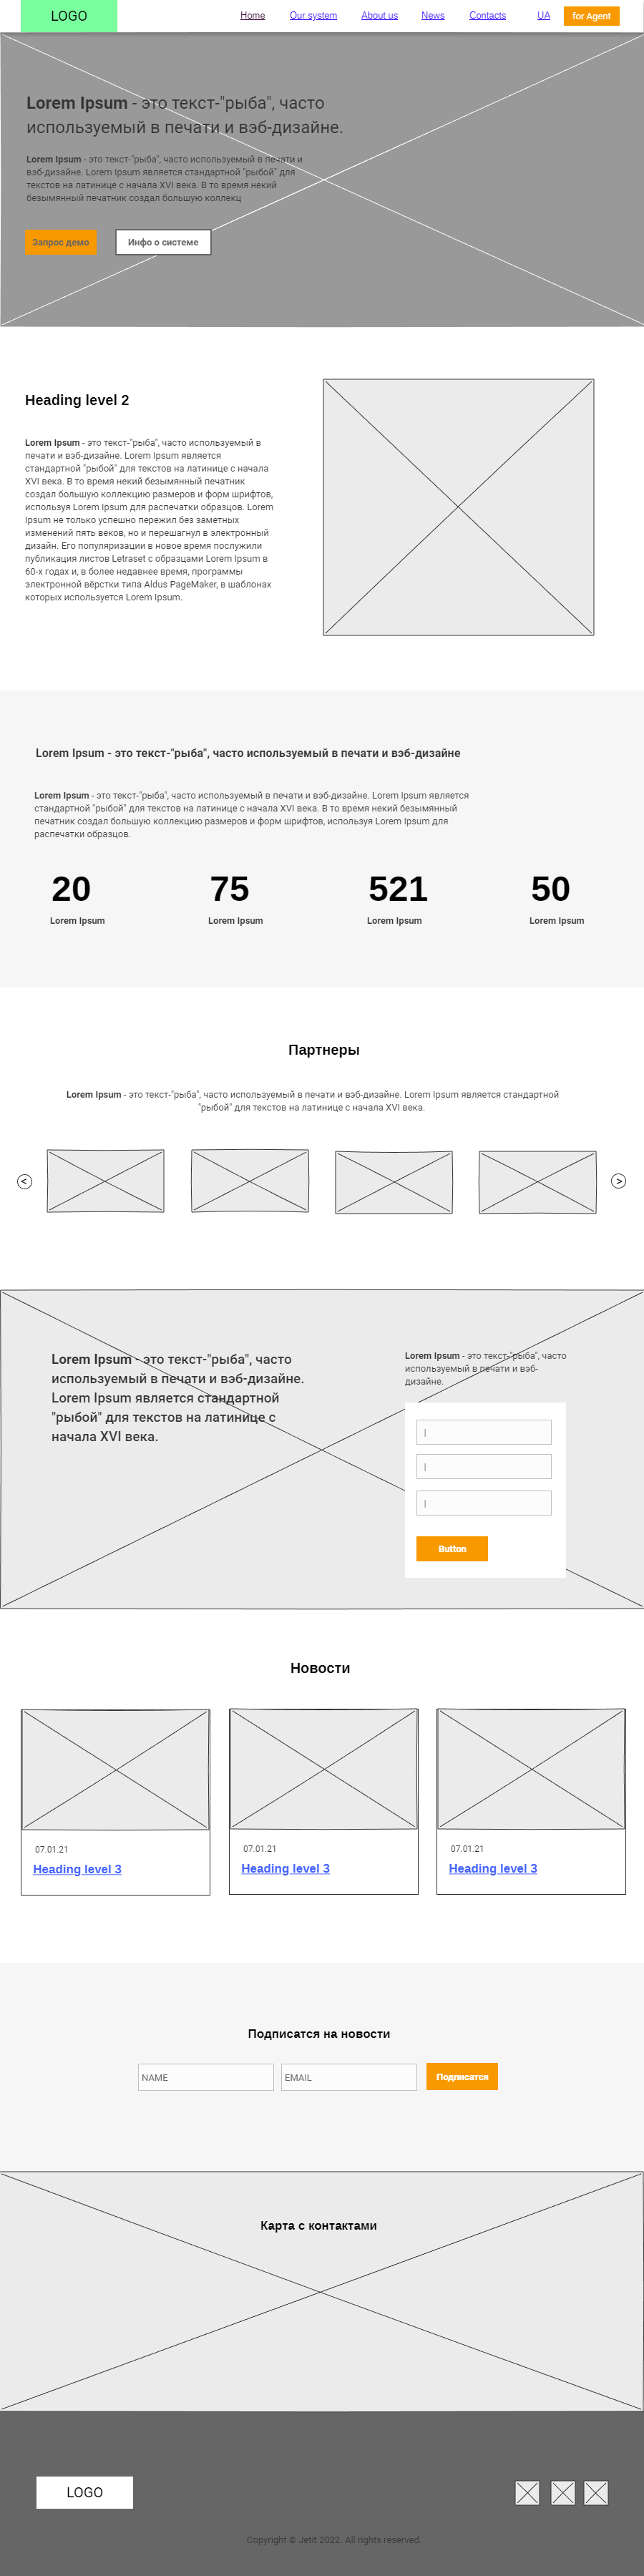 LOGO
Home Our system About us News Contacts UA for Agent
Lorem Ipsum - это текст-"рыба", часто
используемый в печати и вэб-дизайне.
Lorem Ipsum - это текст-"рыба", часто используемый в печати и
вэб-дизайне. Lorem Ipsum является стандартной "рыбой" для
текстов на латинице с начала XVI века. В то время некий
безымянный печатник создал большую коллекц
Запрос демо Инфо о системе
Heading level 2
Lorem Ipsum - это текст-"рыба", часто используемый в
печати и вэб-дизайне. Lorem Ipsum является
стандартной "рыбой" для текстов на латинице с начала
XVI века. В то время некий безымянный печатник
создал большую коллекцию размеров и форм шрифтов,
используя Lorem Ipsum для распечатки образцов. Lorem
Ipsum не только успешно пережил без заметных
изменений пять веков, но и перешагнул в электронный
дизайн. Его популяризации в новое время послужили
публикация листов Letraset с образцами Lorem Ipsum в
60-х годах и, в более недавнее время, программы
электронной вёрстки типа Aldus PageMaker, в шаблонах
которых используется Lorem Ipsum.
Lorem Ipsum - это текст-"рыба", часто используемый в печати и вэб-дизайне
Lorem Ipsum - это текст-"рыба", часто используемый в печати и вэб-дизайне. Lorem Ipsum является
стандартной "рыбой" для текстов на латинице с начала XVI века. В то время некий безымянный
печатник создал большую коллекцию размеров и форм шрифтов, используя Lorem Ipsum для
распечатки образцов.
20 75 521 50
Lorem Ipsum Lorem Ipsum Lorem Ipsum Lorem Ipsum
Партнеры
Lorem Ipsum - это текст-"рыба", часто используемый в печати и вэб-дизайне. Lorem Ipsum является стандартной
"рыбой" для текстов на латинице с начала XVI века.
< >
Lorem Ipsum - это текст-"рыба", часто
используемый в печати и вэб-дизайне.
Lorem Ipsum является стандартной
"рыбой" для текстов на латинице с
начала XVI века.
Lorem Ipsum - это текст-"рыба", часто
используемый в печати и вэб-
дизайне.
|
|
|
Button
Новости
07.01.21 07.01.21 07.01.21
Heading level 3 Heading level 3 Heading level 3
Подписатся на новости
NAME EMAIL Подписатся
Карта с контактами
LOGO
Copyright © Jetit 2022. All rights reserved.